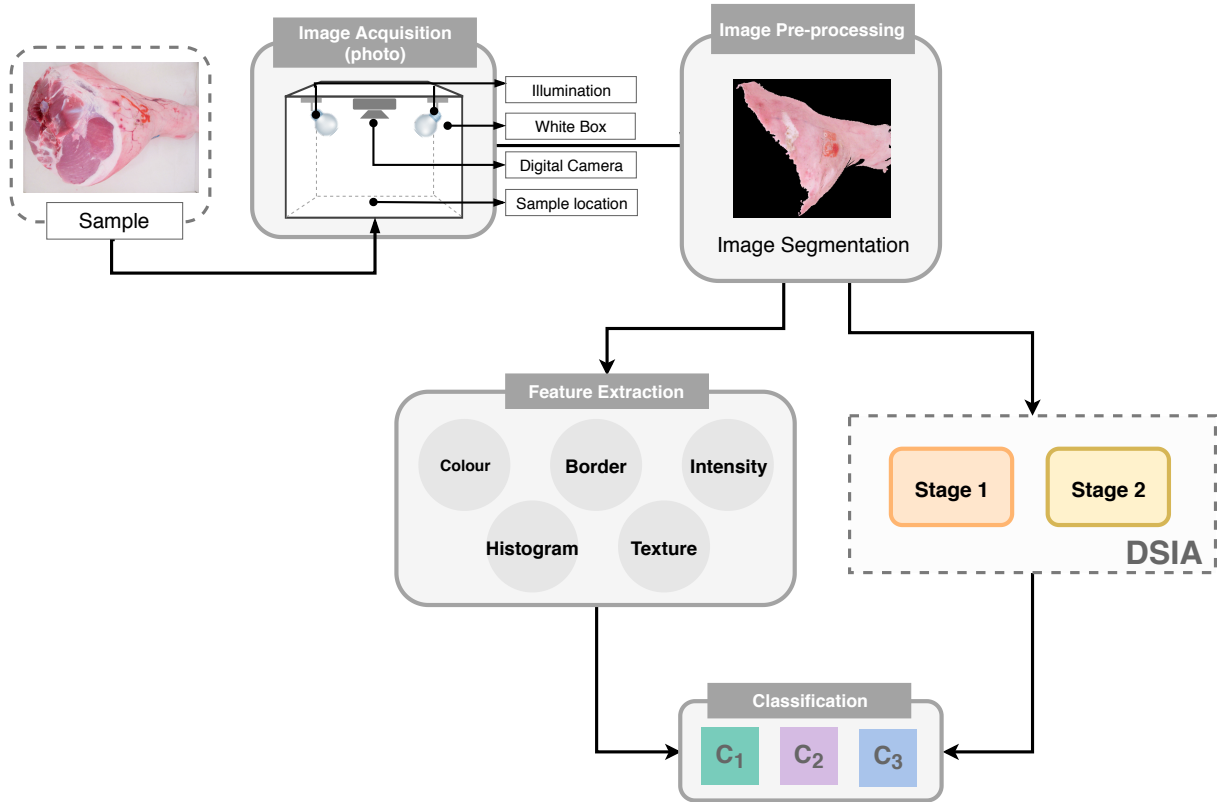 Image Acquisition
(photo)
Image Pre-processing
Illumination
White Box
Digital Camera
Sample location
Sample
Image Segmentation
Feature Extraction
Colour
Border
Intensity
Histogram
Texture
Stage 1
Stage 2
DSIA
Classification
C₁
C₂
C₃